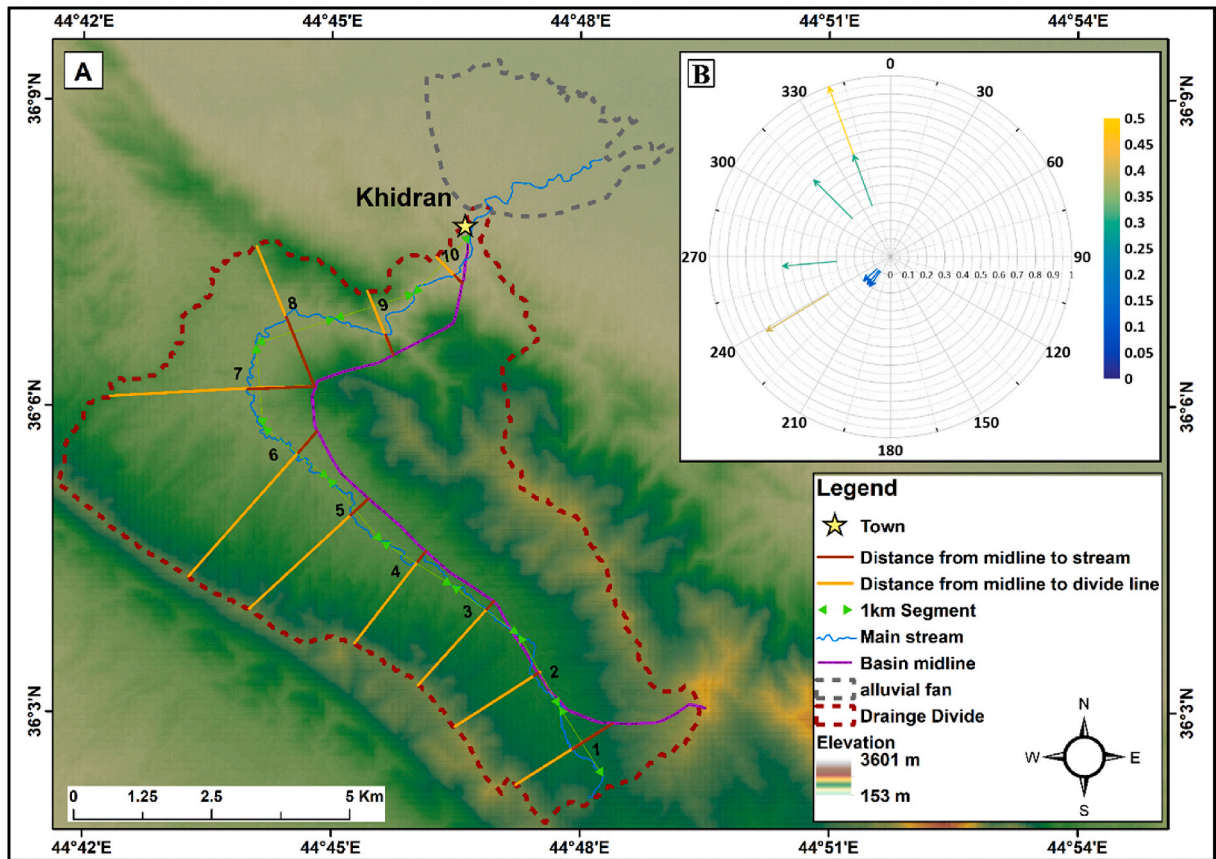 44°42'E 44°45'E 44°48'E 44°51'E 44°54'E
A
B
0
330 30
300 60
270 90
240 120
210 150
180
0 0.1 0.2 0.3 0.4 0.5 0.6 0.7 0.8 0.9 1
0.5
0.45
0.4
0.35
0.3
0.25
0.2
0.15
0.1
0.05
0
36°9'N 36°9'N
Khidran
10
9
8
7
36°6'N 36°6'N
6
5
4
3
2
1
36°3'N 36°3'N
Legend
Town
Distance from midline to stream
Distance from midline to divide line
1km Segment
Main stream
Basin midline
alluvial fan
Drainge Divide
Elevation
3601 m
153 m
N
W E
S
0 1.25 2.5 5 Km
44°42'E 44°45'E 44°48'E 44°51'E 44°54'E